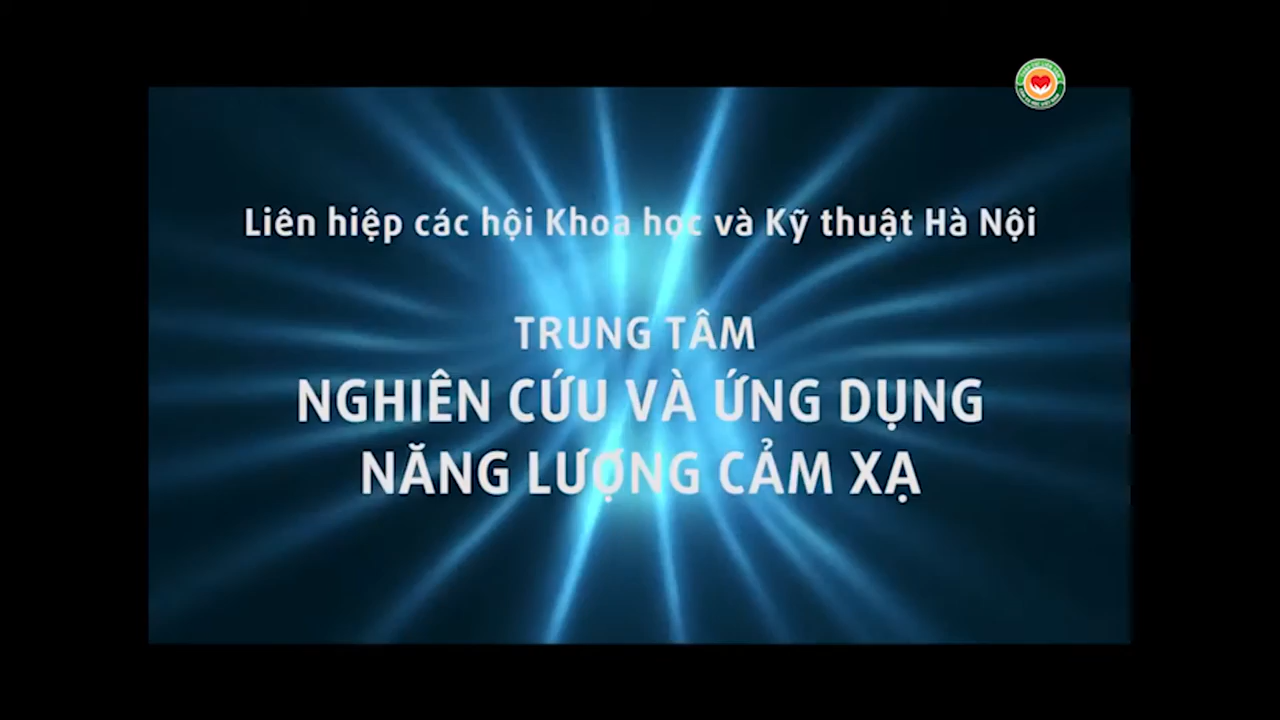 Liên hiệp các hội Khoa học và Kỹ thuật Hà Nội
TRUNG TÂM
NGHIÊN CỨU VÀ ỨNG DỤNG
NĂNG LƯỢNG CẢM XẠ